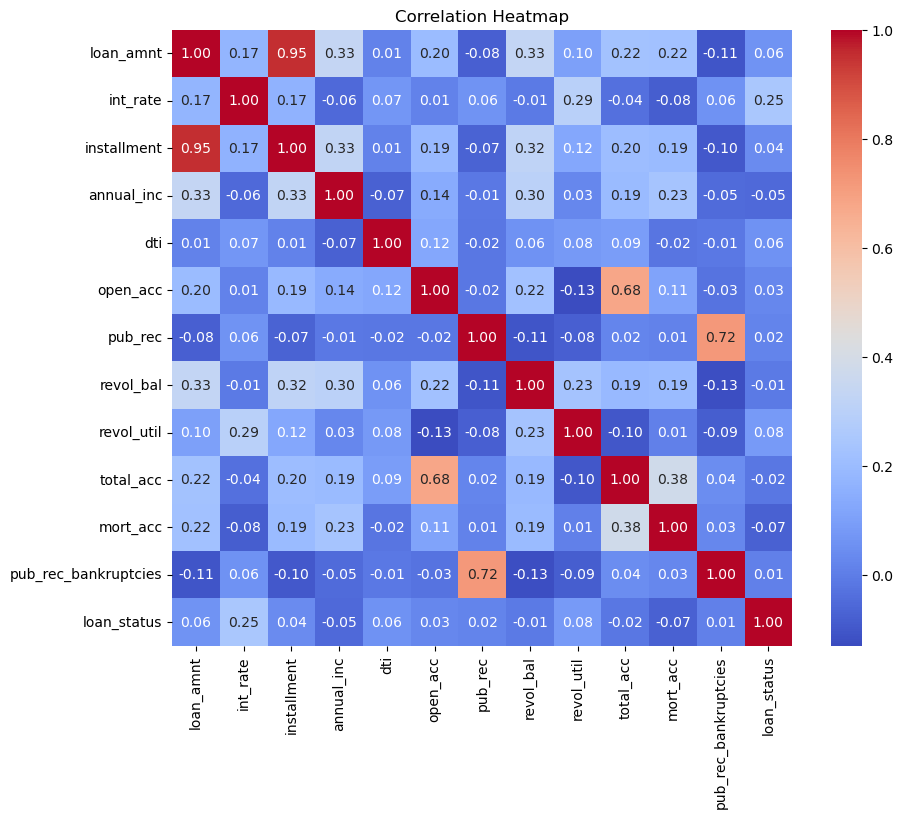 Correlation Heatmap
loan_amnt 1.00 0.17 0.95 0.33 0.01 0.20 -0.08 0.33 0.10 0.22 0.22 -0.11 0.06
int_rate 0.17 1.00 0.17 -0.06 0.07 0.01 0.06 -0.01 0.29 -0.04 -0.08 0.06 0.25
installment 0.95 0.17 1.00 0.33 0.01 0.19 -0.07 0.32 0.12 0.20 0.19 -0.10 0.04
annual_inc 0.33 -0.06 0.33 1.00 -0.07 0.14 -0.01 0.30 0.03 0.19 0.23 -0.05 -0.05
dti 0.01 0.07 0.01 -0.07 1.00 0.12 -0.02 0.06 0.08 0.09 -0.02 -0.01 0.06
open_acc 0.20 0.01 0.19 0.14 0.12 1.00 -0.02 0.22 -0.13 0.68 0.11 -0.03 0.03
pub_rec -0.08 0.06 -0.07 -0.01 -0.02 -0.02 1.00 -0.11 -0.08 0.02 0.01 0.72 0.02
revol_bal 0.33 -0.01 0.32 0.30 0.06 0.22 -0.11 1.00 0.23 0.19 0.19 -0.13 -0.01
revol_util 0.10 0.29 0.12 0.03 0.08 -0.13 -0.08 0.23 1.00 -0.10 0.01 -0.09 0.08
total_acc 0.22 -0.04 0.20 0.19 0.09 0.68 0.02 0.19 -0.10 1.00 0.38 0.04 -0.02
mort_acc 0.22 -0.08 0.19 0.23 -0.02 0.11 0.01 0.19 0.01 0.38 1.00 0.03 -0.07
pub_rec_bankruptcies -0.11 0.06 -0.10 -0.05 -0.01 -0.03 0.72 -0.13 -0.09 0.04 0.03 1.00 0.01
loan_status 0.06 0.25 0.04 -0.05 0.06 0.03 0.02 -0.01 0.08 -0.02 -0.07 0.01 1.00
loan_amnt
int_rate
installment
annual_inc
dti
open_acc
pub_rec
revol_bal
revol_util
total_acc
mort_acc
pub_rec_bankruptcies
loan_status
1.0
0.8
0.6
0.4
0.2
0.0